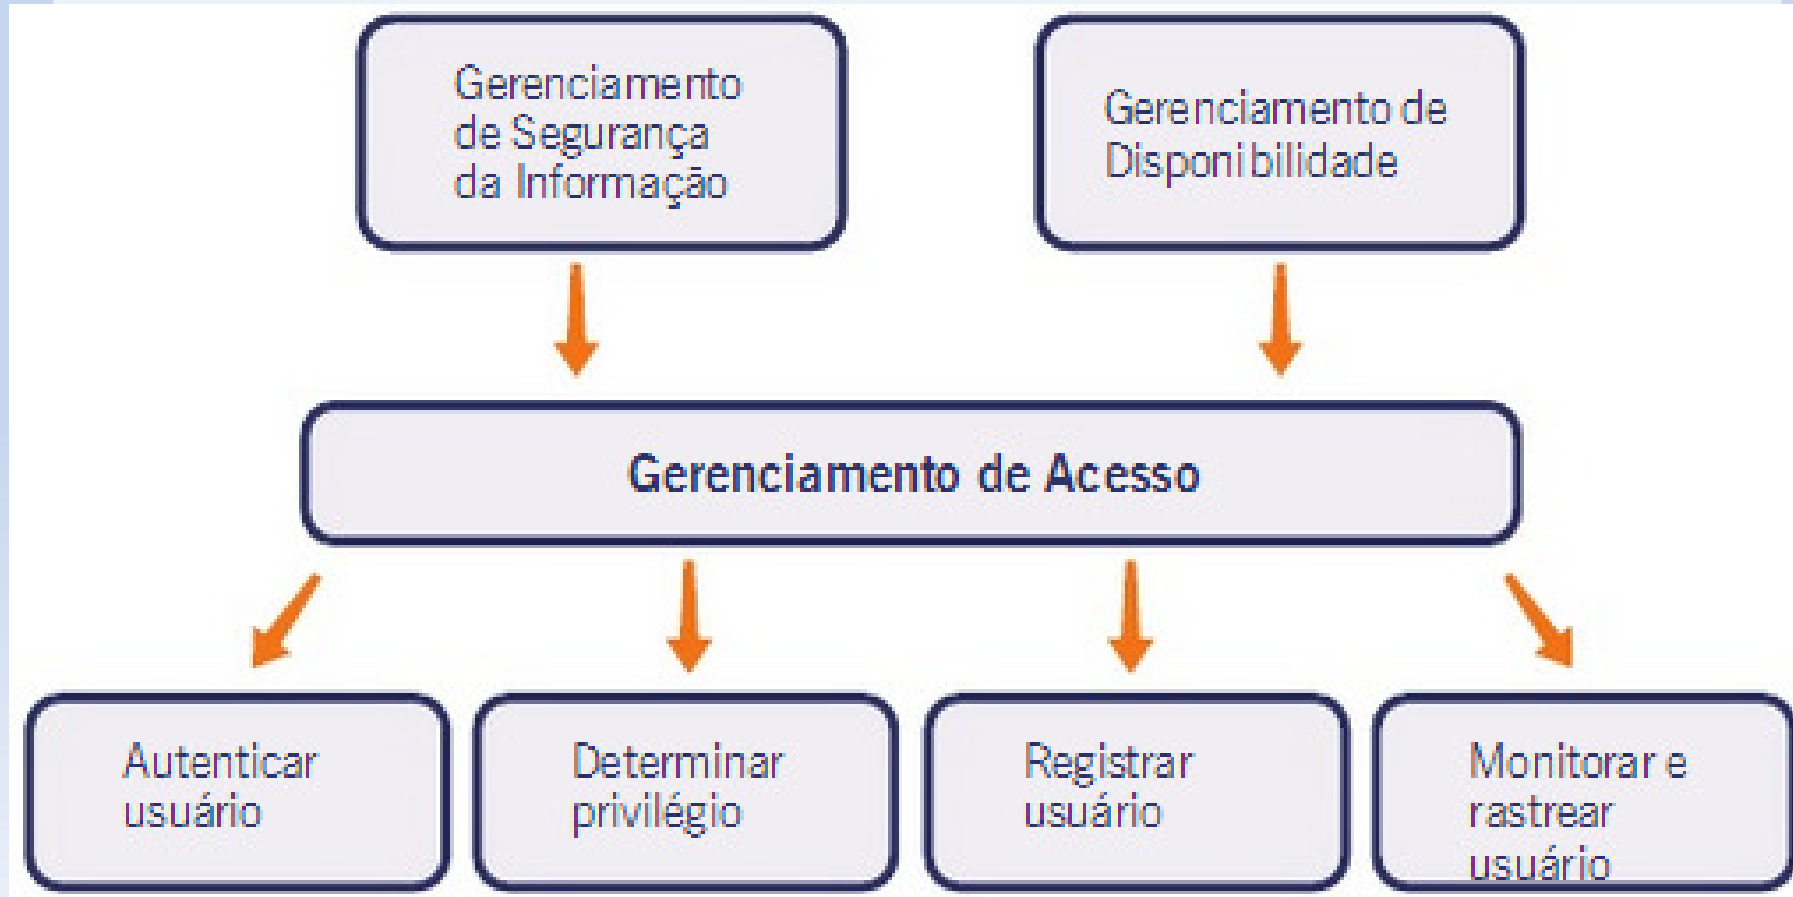 Gerenciamento
de Segurança
da Informação
Gerenciamento de
Disponibilidade
Gerenciamento de Acesso
Autenticar
usuário
Determinar
privilégio
Registrar
usuário
Monitorar e
rastrear
usuário